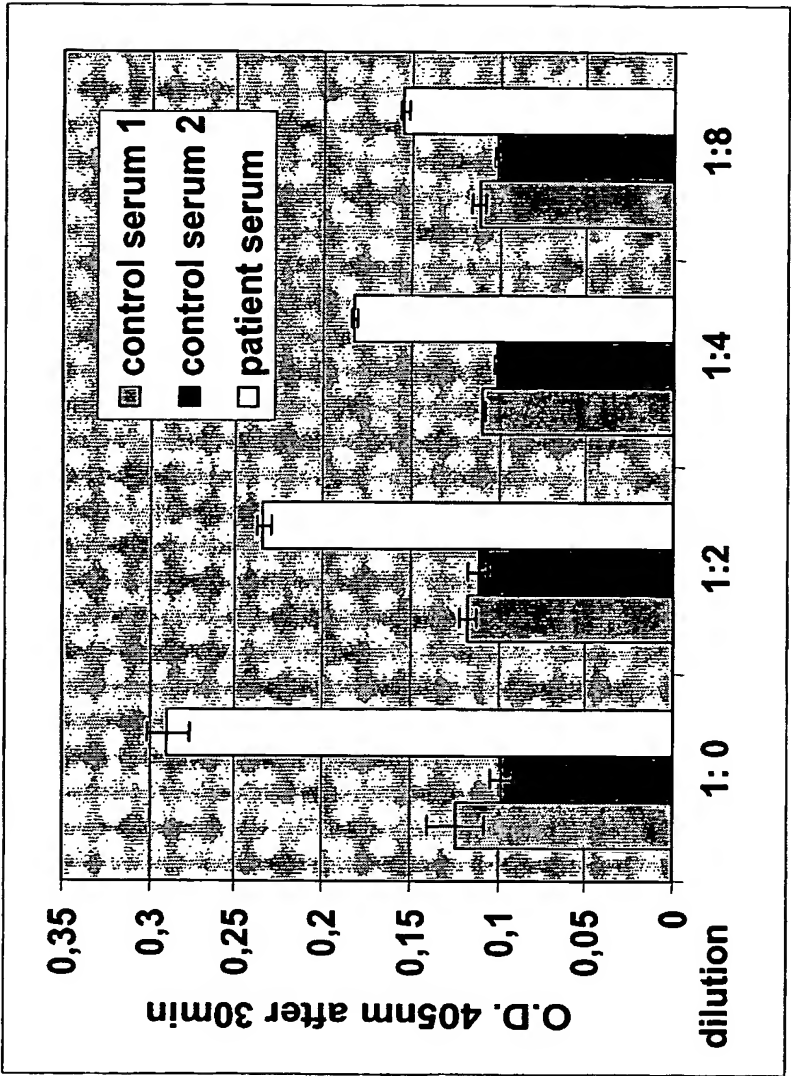 control serum 1
control serum 2
patient serum
0,35
0,3
0,25
0,2
0,15
0,1
0,05
0
O.D. 405nm after 30min
dilution
1: 0
1:2
1:4
1:8